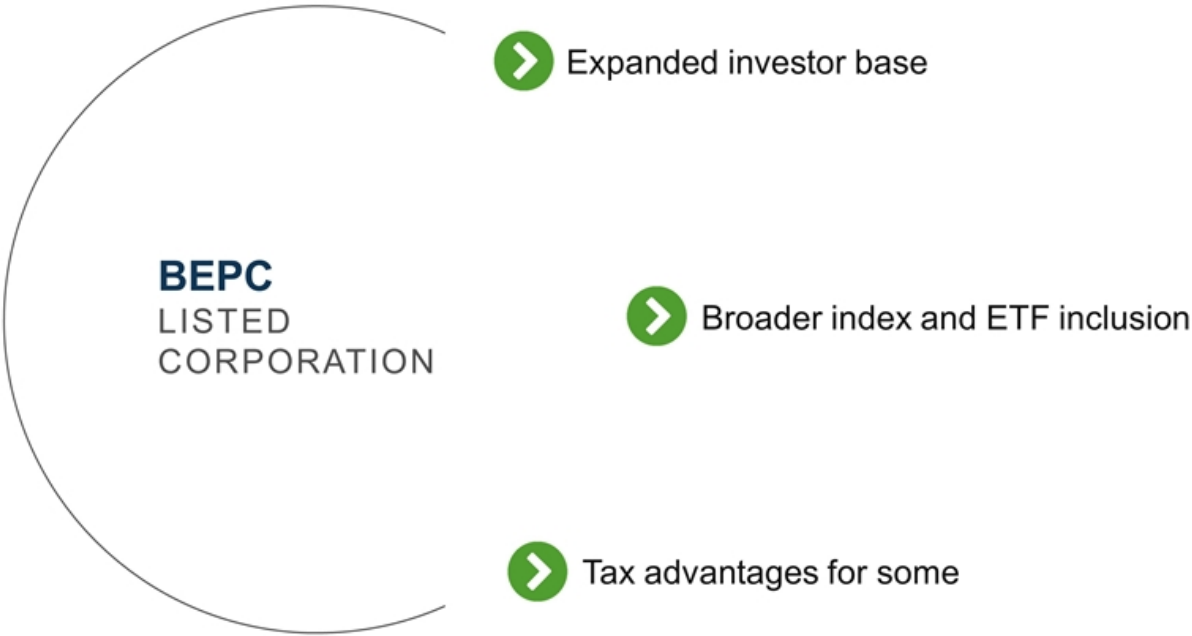 Expanded investor base
BEPC
LISTED
CORPORATION
Broader index and ETF inclusion
Tax advantages for some